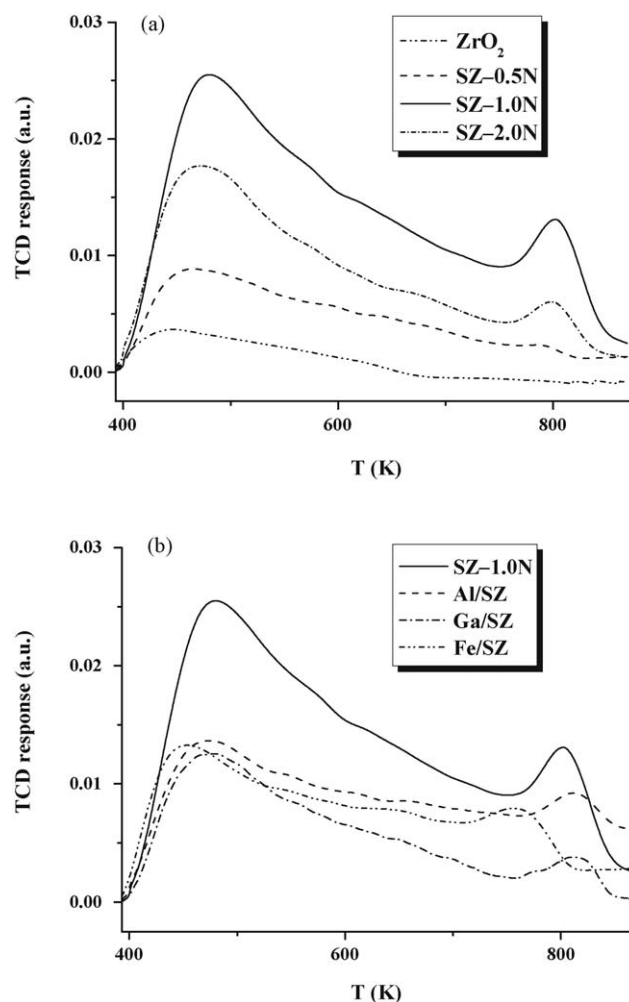 (a)
ZrO2
SZ–0.5N
SZ–1.0N
SZ–2.0N
TCD response (a.u.)
0.03
0.02
0.01
0.00
400
600
800
T (K)
(b)
SZ–1.0N
Al/SZ
Ga/SZ
Fe/SZ
TCD response (a.u.)
0.03
0.02
0.01
0.00
400
600
800
T (K)